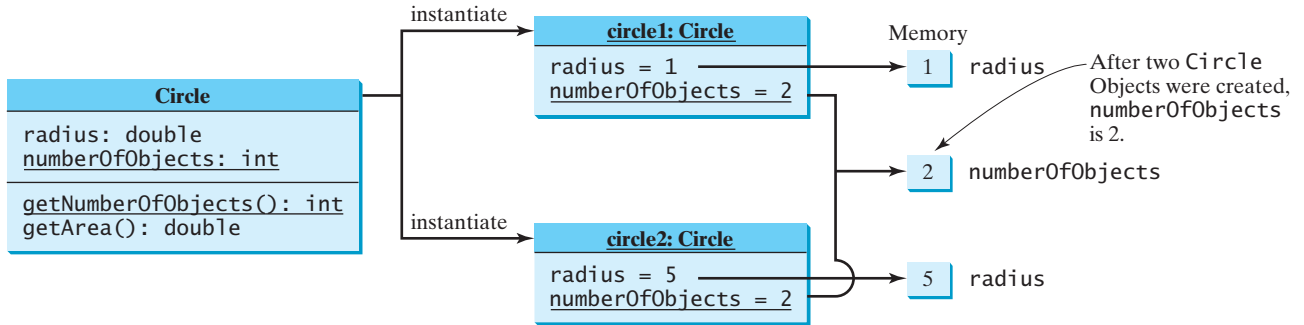 Circle
radius: double
numberOfObjects: int
getNumberOfObjects(): int
getArea(): double
instantiate
circle1: Circle
radius = 1
numberOfObjects = 2
instantiate
circle2: Circle
radius = 5
numberOfObjects = 2
Memory
1 radius
2 numberOfObjects
5 radius
After two Circle
Objects were created,
numberOfObjects
is 2.